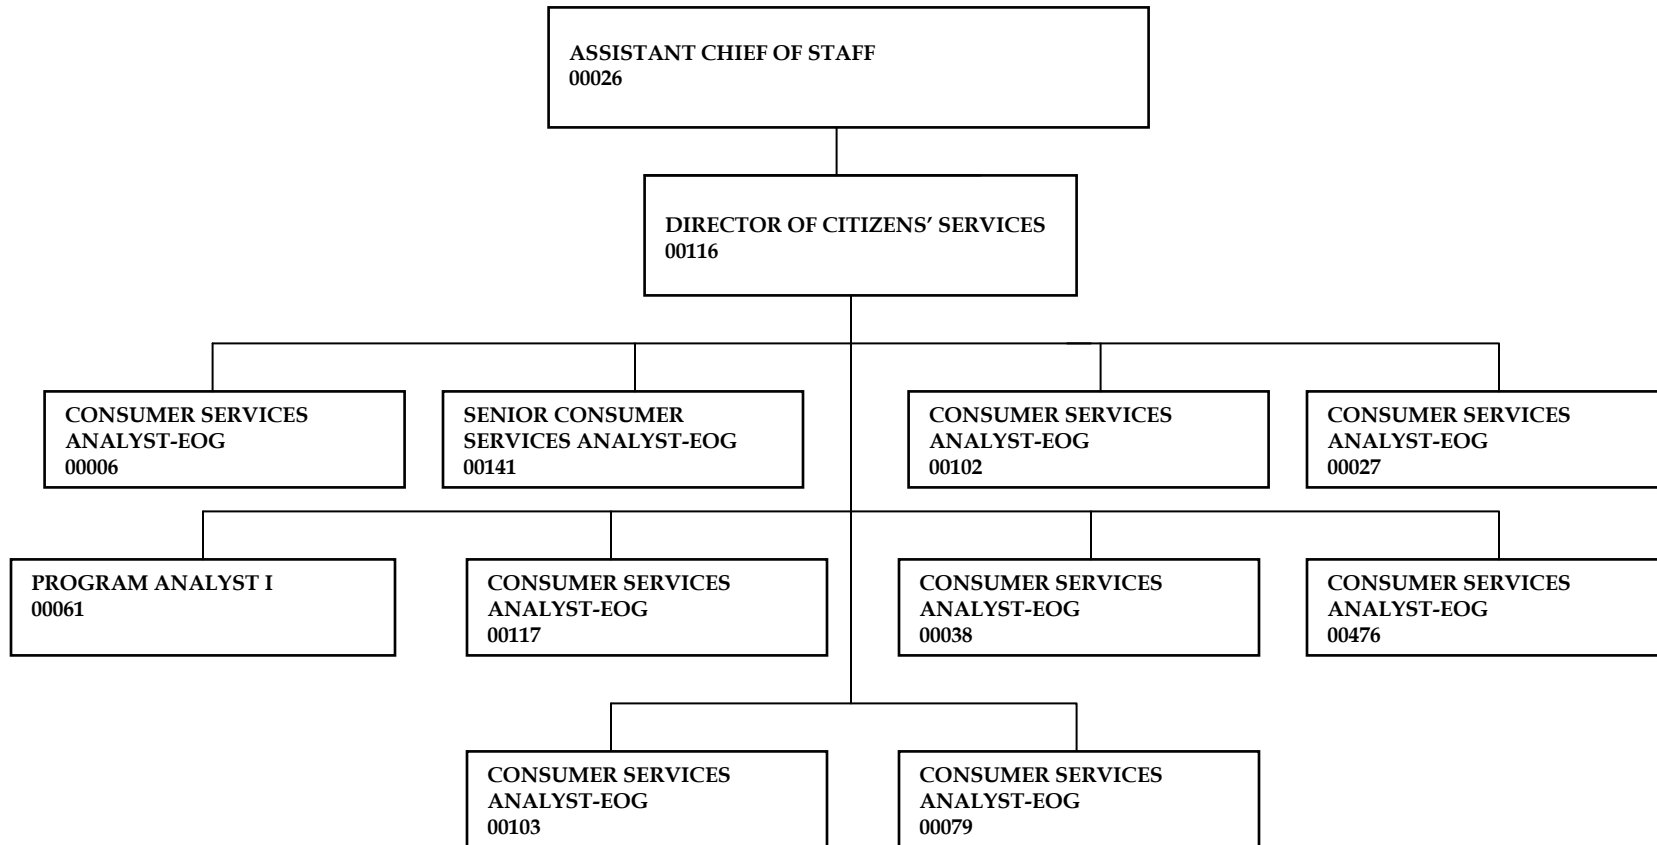 ASSISTANT CHIEF OF STAFF
00026
DIRECTOR OF CITIZENS’ SERVICES
00116
CONSUMER SERVICES
ANALYST-EOG
00006
SENIOR CONSUMER
SERVICES ANALYST-EOG
00141
CONSUMER SERVICES
ANALYST-EOG
00102
CONSUMER SERVICES
ANALYST-EOG
00027
PROGRAM ANALYST I
00061
CONSUMER SERVICES
ANALYST-EOG
00117
CONSUMER SERVICES
ANALYST-EOG
00038
CONSUMER SERVICES
ANALYST-EOG
00476
CONSUMER SERVICES
ANALYST-EOG
00103
CONSUMER SERVICES
ANALYST-EOG
00079